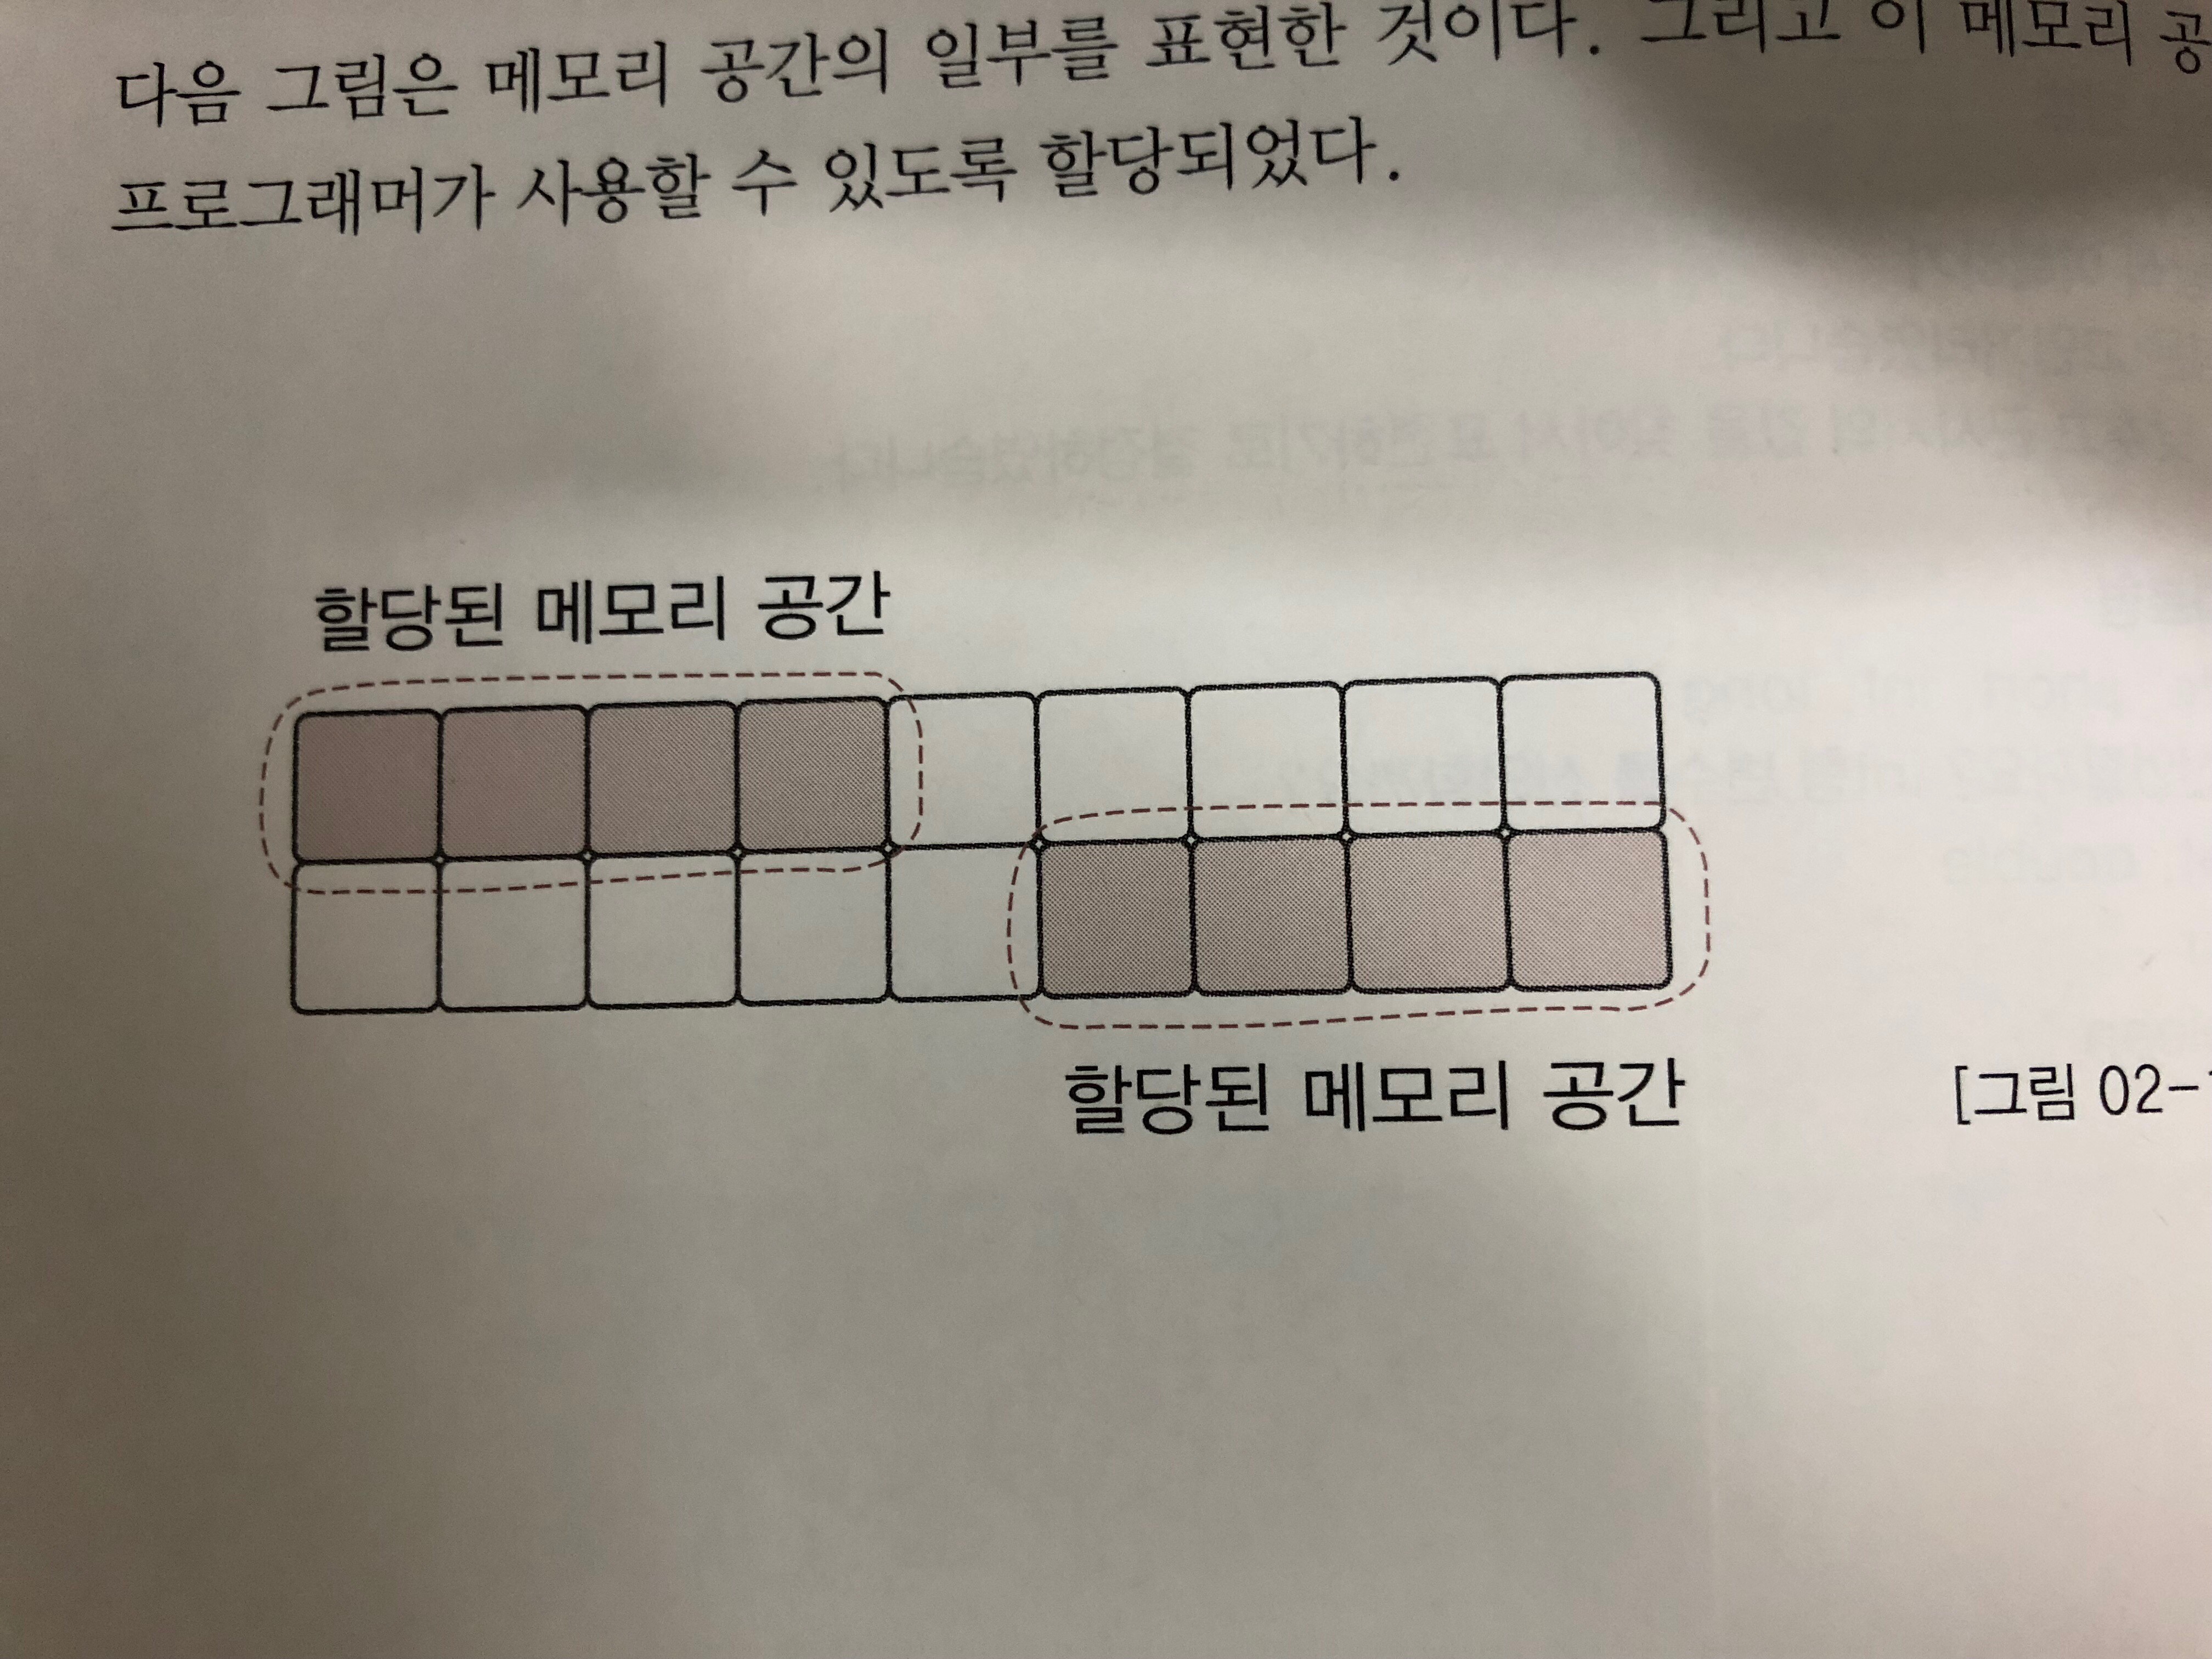 다음 그림은 메모리 공간의 일부를 표현한 것이다. 그리고 이 메모리 공
프로그래머가 사용할 수 있도록 할당되었다.
할당된 메모리 공간
할당된 메모리 공간
[그림 02-